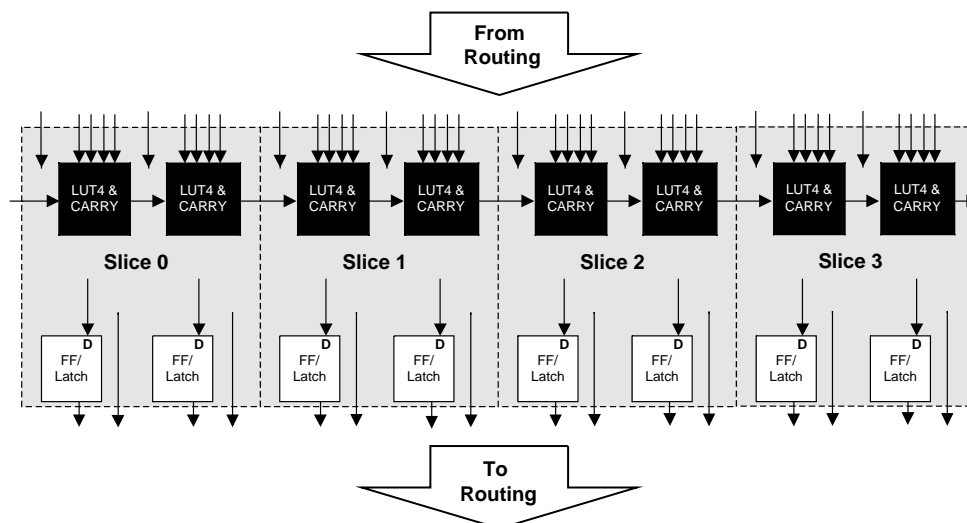 From
Routing
LUT4 &
CARRY
LUT4 &
CARRY
LUT4 &
CARRY
LUT4 &
CARRY
LUT4 &
CARRY
LUT4 &
CARRY
LUT4 &
CARRY
LUT4 &
CARRY
Slice 0
Slice 1
Slice 2
Slice 3
D
FF/
Latch
D
FF/
Latch
D
FF/
Latch
D
FF/
Latch
D
FF/
Latch
D
FF/
Latch
D
FF/
Latch
D
FF/
Latch
To
Routing